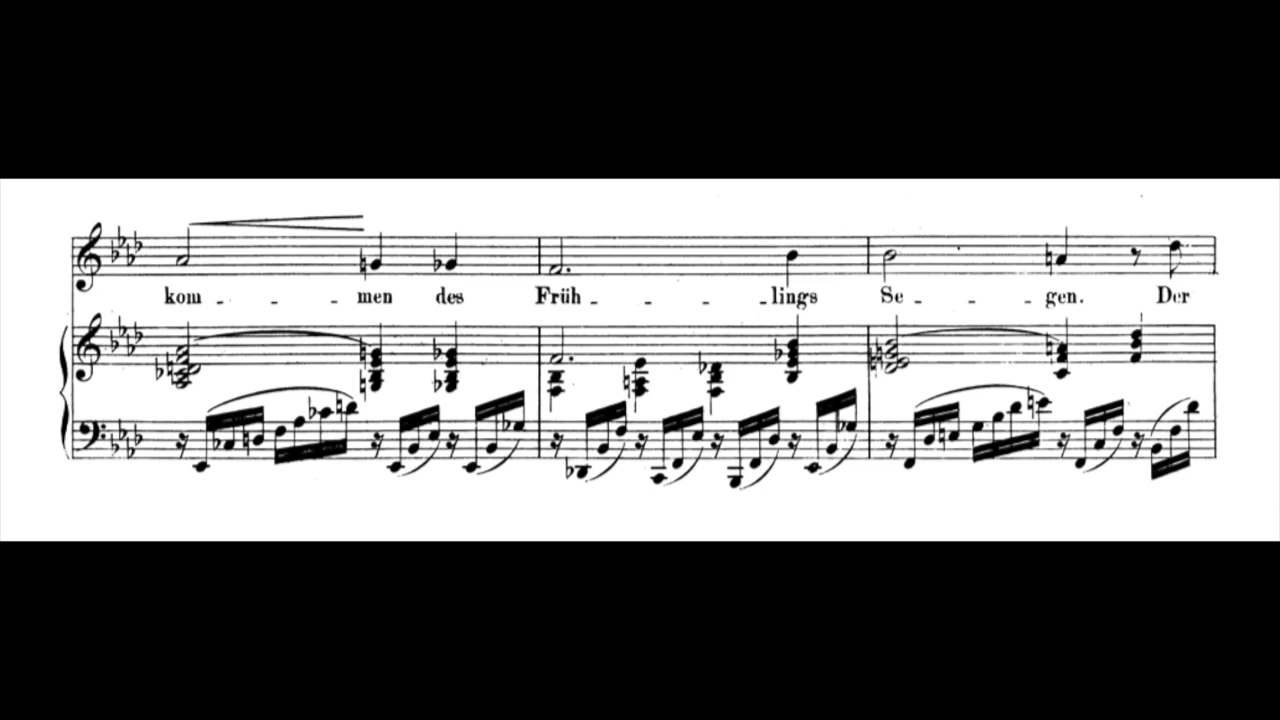 kom - - - men des Früh - - - lings Se - - - gen. Der